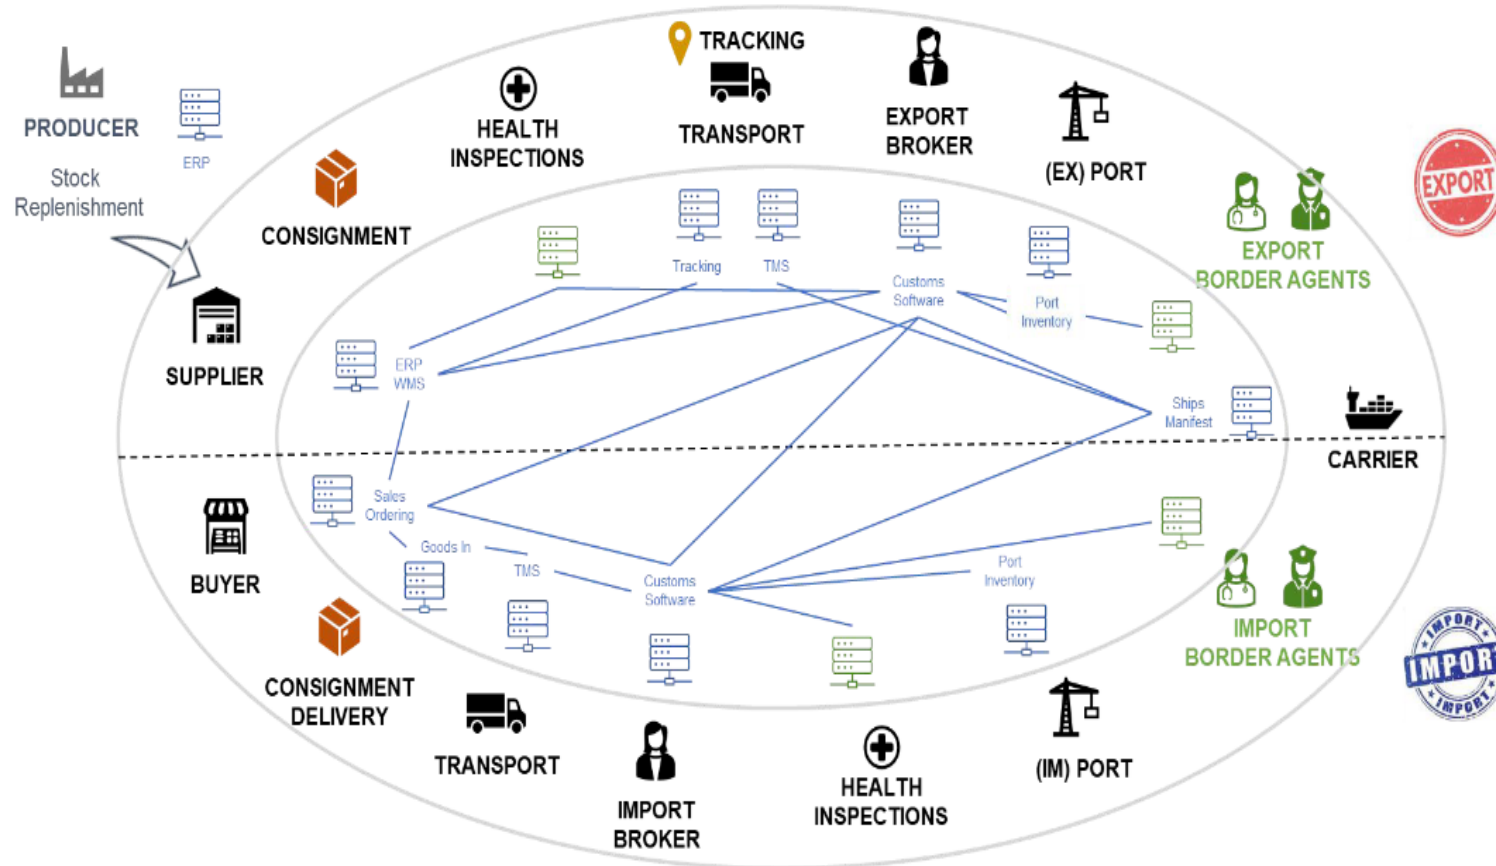 TRACKING
TRANSPORT
EXPORT
BROKER
HEALTH
INSPECTIONS
(EX) PORT
PRODUCER
ERP
Stock
Replenishment
CONSIGNMENT
EXPORT
EXPORT
BORDER AGENTS
Tracking
TMS
Customs
Software
Port
Inventory
SUPPLIER
ERP
WMS
Ships
Manifest
CARRIER
Sales
Ordering
Goods In
TMS
Customs
Software
Port
Inventory
BUYER
IMPORT
BORDER AGENTS
IMPORT
IMPORT
IMPORT
CONSIGNMENT
DELIVERY
TRANSPORT
IMPORT
BROKER
HEALTH
INSPECTIONS
(IM) PORT